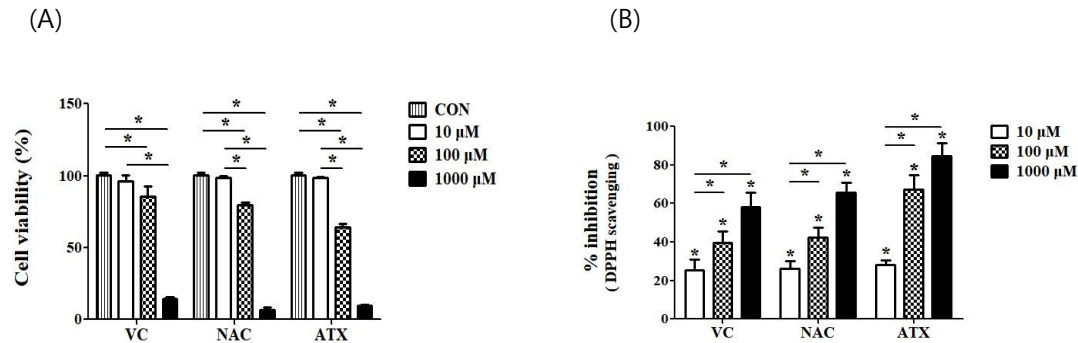 (A)
(B)
Cell viability (%)
150
100
50
0
* * * * * * * * * * *
VC NAC ATX
CON
10 μM
100 μM
1000 μM
% inhibition
( DPPH scavenging)
100
80
60
40
20
0
* * * * * * * * * * * * * * *
VC NAC ATX
10 μM
100 μM
1000 μM